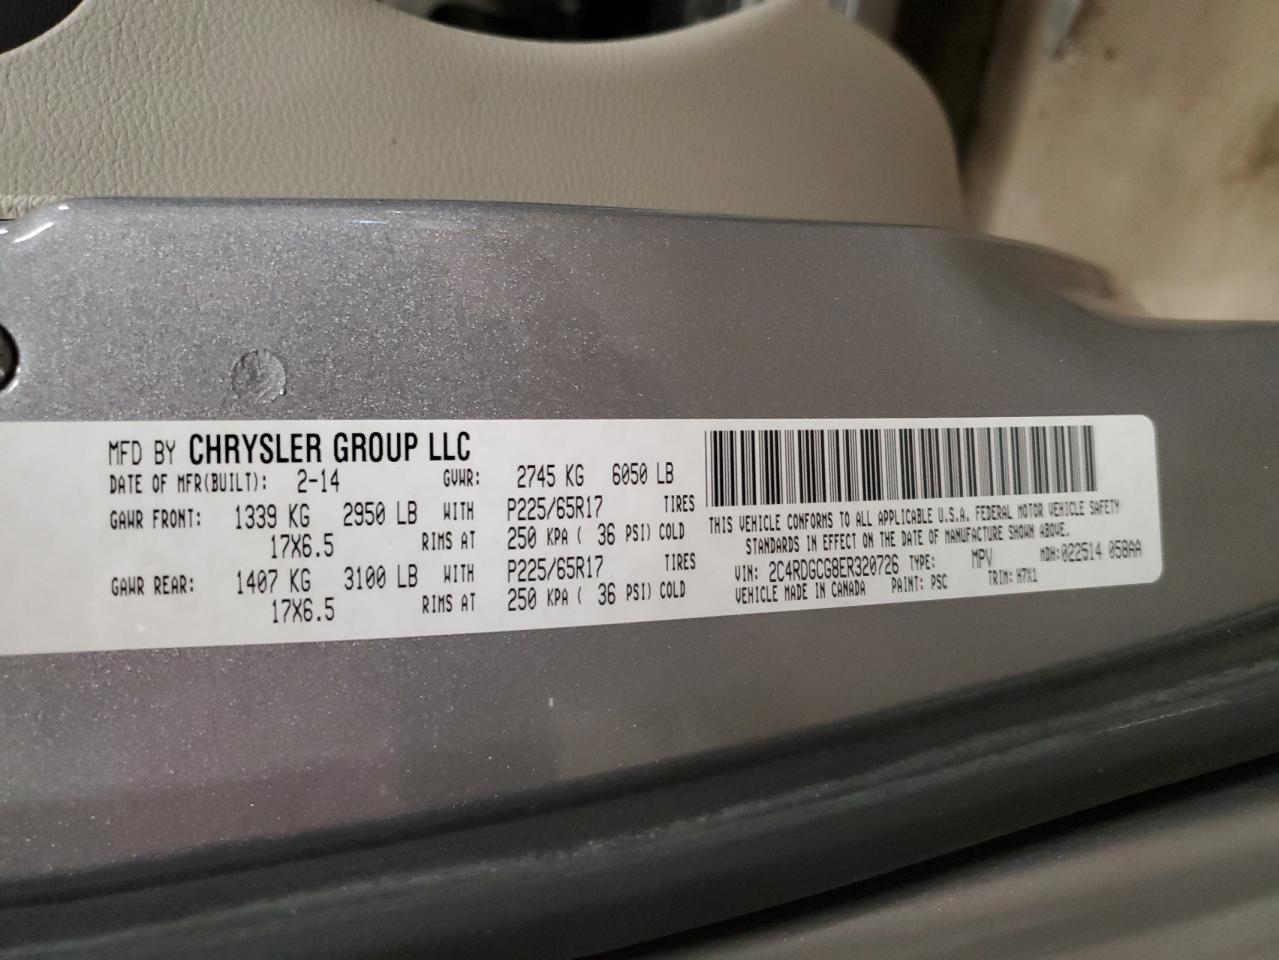 MFD BY CHRYSLER GROUP LLC
DATE OF MFR(BUILT): 2-14 GVWR: 2745 KG 6050 LB
GAWR FRONT: 1339 KG 2950 LB WITH P225/65R17 TIRES
17X6.5 RIMS AT 250 KPA ( 36 PSI) COLD
GAWR REAR: 1407 KG 3100 LB WITH P225/65R17 TIRES
17X6.5 RIMS AT 250 KPA ( 36 PSI) COLD
THIS VEHICLE CONFORMS TO ALL APPLICABLE U.S.A. FEDERAL MOTOR VEHICLE SAFETY
STANDARDS IN EFFECT ON THE DATE OF MANUFACTURE SHOWN ABOVE.
VIN: 2C4RDGCG8ER320726 TYPE: MPV MDH:022514 058AA
VEHICLE MADE IN CANADA PAINT: PSC TRIM: H7X1